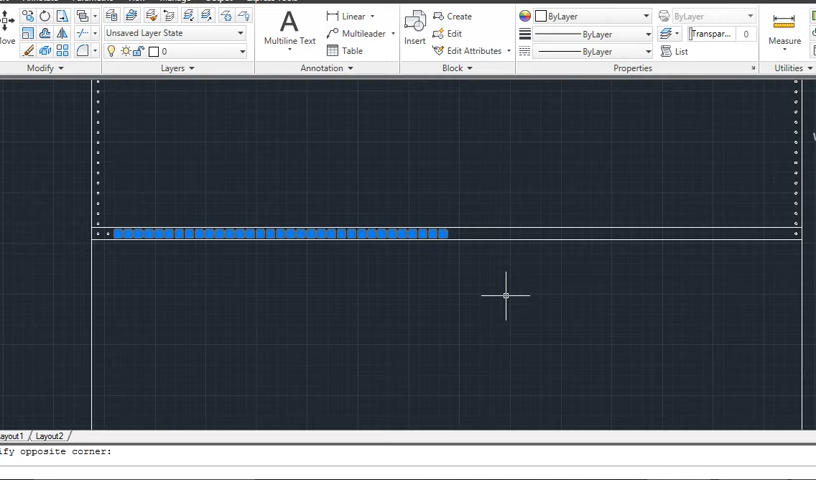 Move
Modify
Unsaved Layer State
0
Layers
A
Multiline Text
Linear
Multileader
Table
Annotation
Insert
Create
Edit
Edit Attributes
Block
ByLayer
ByLayer
ByLayer
ByLayer
Transpar... 0
List
Properties
Measure
Utilities
Layout1 Layout2
ify opposite corner: